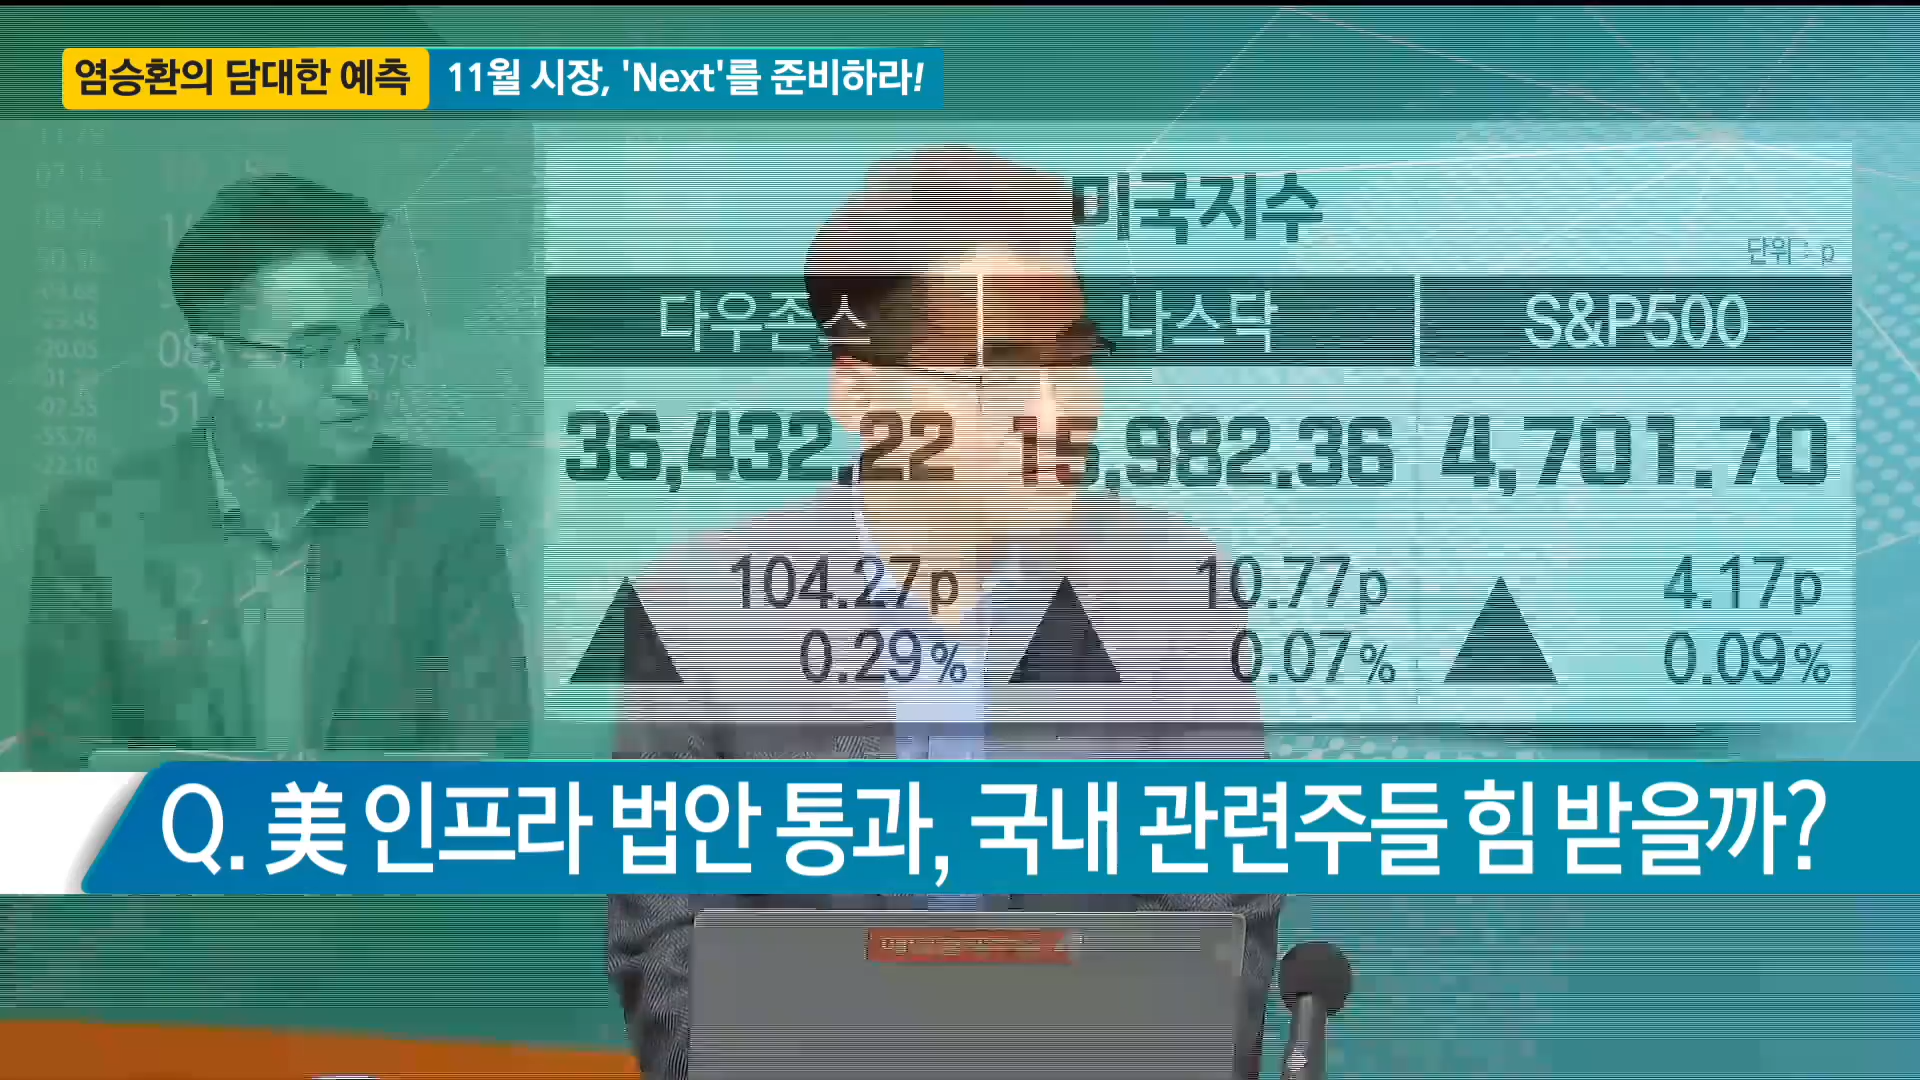 염승환의 담대한 예측
11월 시장, 'Next'를 준비하라!
미국지수
단위 : p
다우존스 나스닥 S&P500
36,432.22 15,982.36 4,701.70
104.27p 10.77p 4.17p
0.29% 0.07% 0.09%
Q. 美 인프라 법안 통과, 국내 관련주들 힘 받을까?